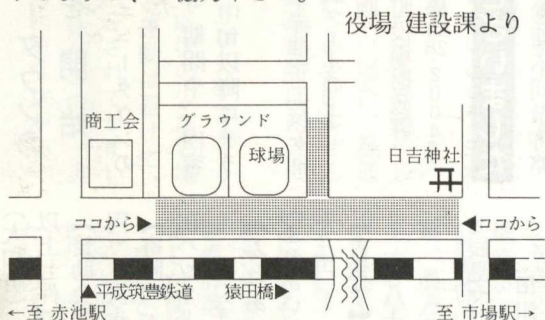 役場 建設課より
商工会
グラウンド
球場
日吉神社
ココから▶
◀ココから
▲平成筑豊鉄道
猿田橋▶
←至 赤池駅
至 市場駅→